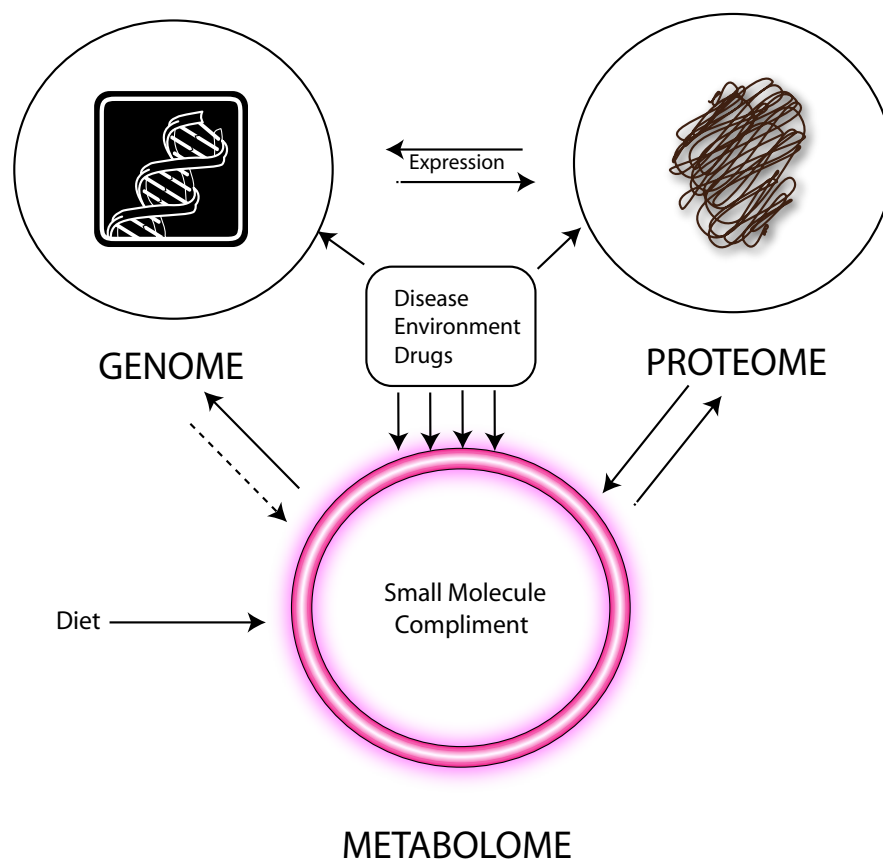 Expression
Disease
Environment
Drugs
GENOME
PROTEOME
Small Molecule
Compliment
Diet
METABOLOME